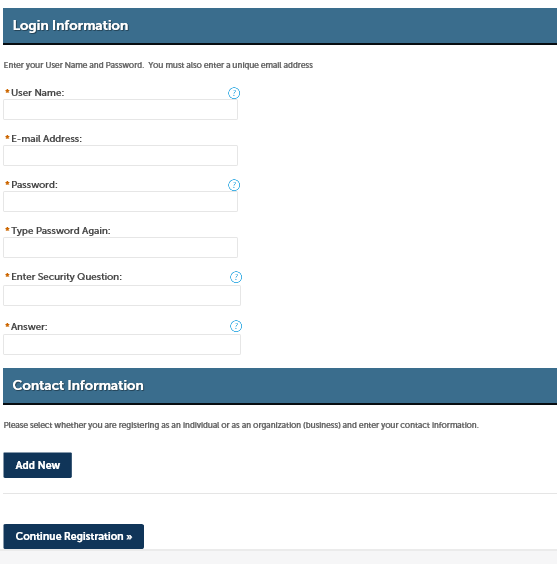 Login Information
Enter your User Name and Password. You must also enter a unique email address
* User Name: ?
* E-mail Address:
* Password: ?
* Type Password Again:
* Enter Security Question: ?
* Answer: ?
Contact Information
Please select whether you are registering as an individual or as an organization (business) and enter your contact information.
Add New
Continue Registration »